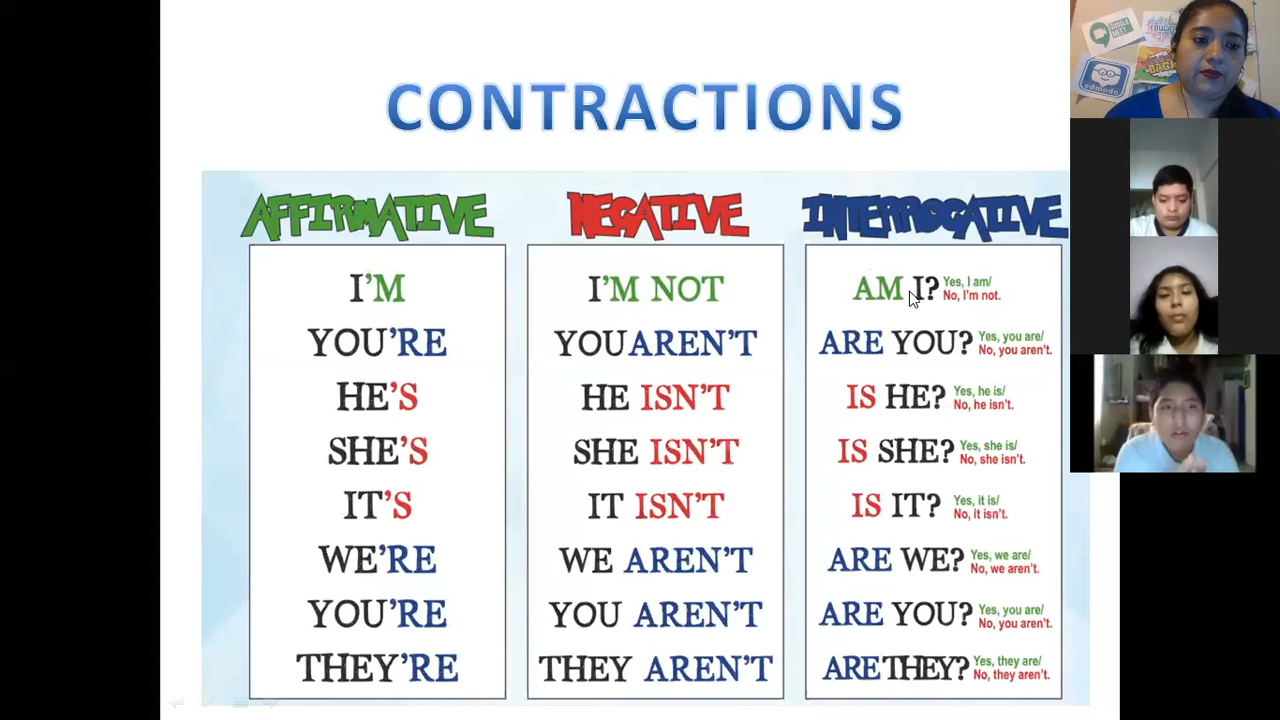 CONTRACTIONS
AFFIRMATIVE
I'M
YOU'RE
HE'S
SHE'S
IT'S
WE'RE
YOU'RE
THEY'RE
NEGATIVE
I'M NOT
YOU AREN'T
HE ISN'T
SHE ISN'T
IT ISN'T
WE AREN'T
YOU AREN'T
THEY AREN'T
INTERROGATIVE
AM I? Yes, I am/
No, I'm not.
ARE YOU? Yes, you are/
No, you aren't.
IS HE? Yes, he is/
No, he isn't.
IS SHE? Yes, she is/
No, she isn't.
IS IT? Yes, it is/
No, it isn't.
ARE WE? Yes, we are/
No, we aren't.
ARE YOU? Yes, you are/
No, you aren't.
ARE THEY? Yes, they are/
No, they aren't.
GOOGLE
MEET
edmodo